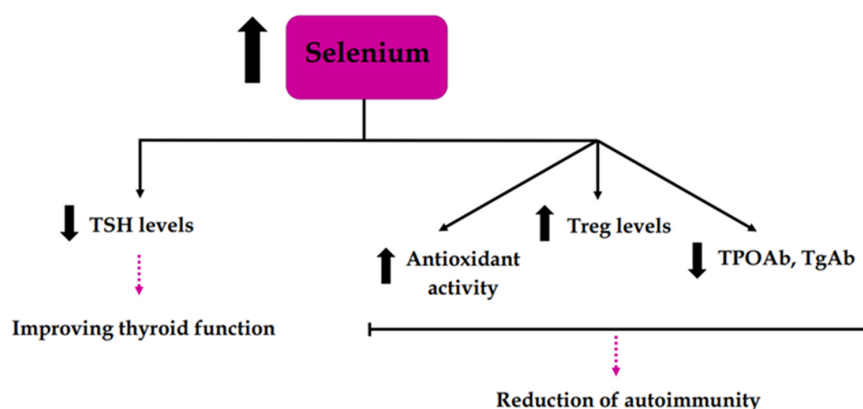 Selenium
TSH levels
Treg levels
Antioxidant
activity
TPOAb, TgAb
Improving thyroid function
Reduction of autoimmunity